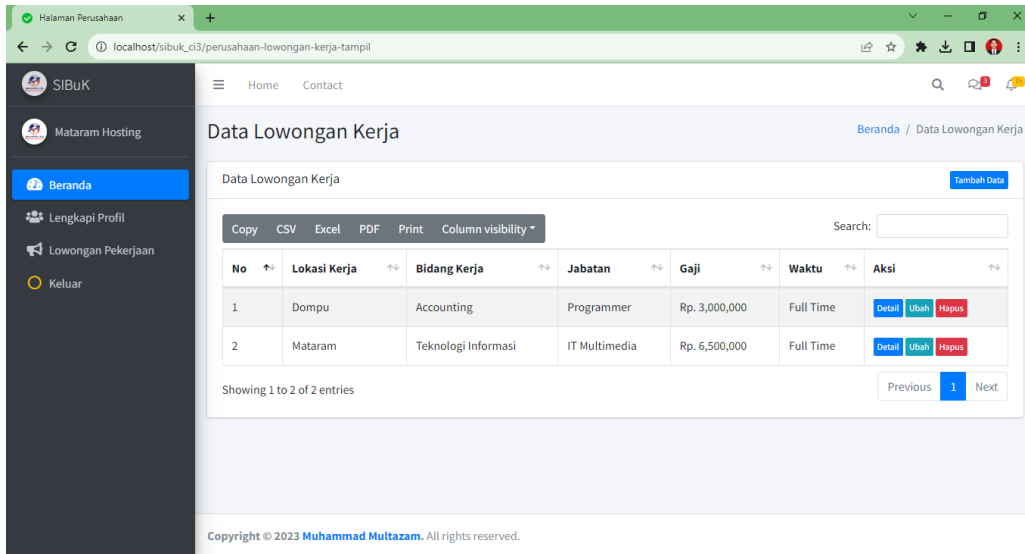 Halaman Perusahaan
localhost/sibuk_ci3/perusahaan-lowongan-kerja-tampil
SIBuK
Home Contact
3
15
Mataram Hosting
Data Lowongan Kerja
Beranda / Data Lowongan Kerja
Beranda
Lengkapi Profil
Lowongan Pekerjaan
Keluar
Data Lowongan Kerja
Tambah Data
Copy CSV Excel PDF Print Column visibility
Search:
No Lokasi Kerja Bidang Kerja Jabatan Gaji Waktu Aksi
1 Dompu Accounting Programmer Rp. 3,000,000 Full Time Detail Ubah Hapus
2 Mataram Teknologi Informasi IT Multimedia Rp. 6,500,000 Full Time Detail Ubah Hapus
Showing 1 to 2 of 2 entries
Previous 1 Next
Copyright © 2023 Muhammad Multazam. All rights reserved.